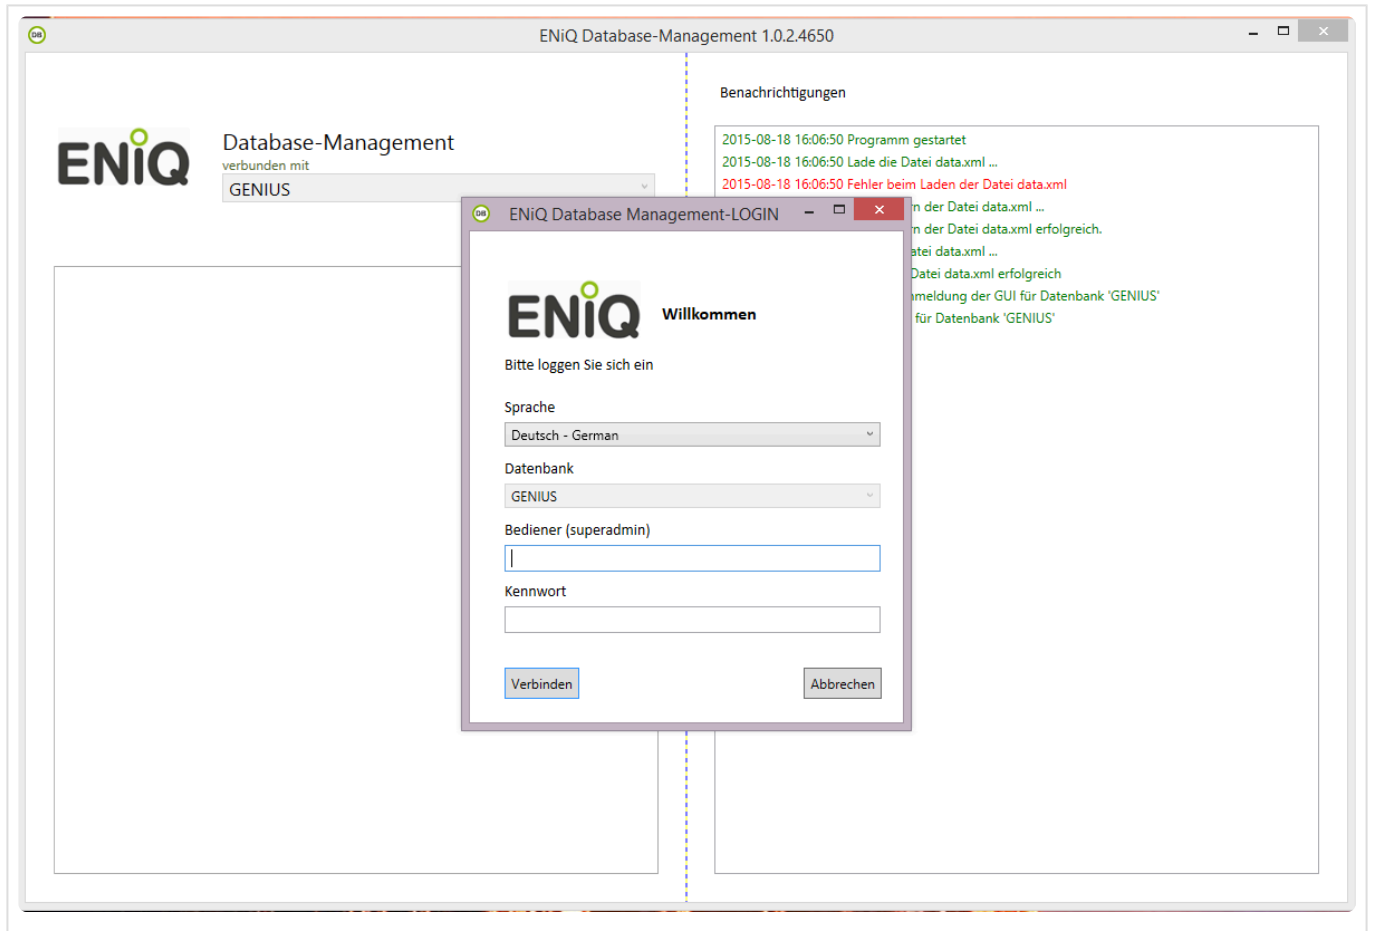 DB
ENiQ Database-Management 1.0.2.4650
ENiQ
Database-Management
verbunden mit
GENIUS
Benachrichtigungen
2015-08-18 16:06:50 Programm gestartet
2015-08-18 16:06:50 Lade die Datei data.xml ...
2015-08-18 16:06:50 Fehler beim Laden der Datei data.xml
der Datei data.xml ...
der Datei data.xml erfolgreich.
data.xml ...
Datei data.xml erfolgreich
der GUI für Datenbank 'GENIUS'
für Datenbank 'GENIUS'
DB
ENiQ Database Management-LOGIN
ENiQ
Willkommen
Bitte loggen Sie sich ein
Sprache
Deutsch - German
Datenbank
GENIUS
Bediener (superadmin)
Kennwort
Verbinden
Abbrechen